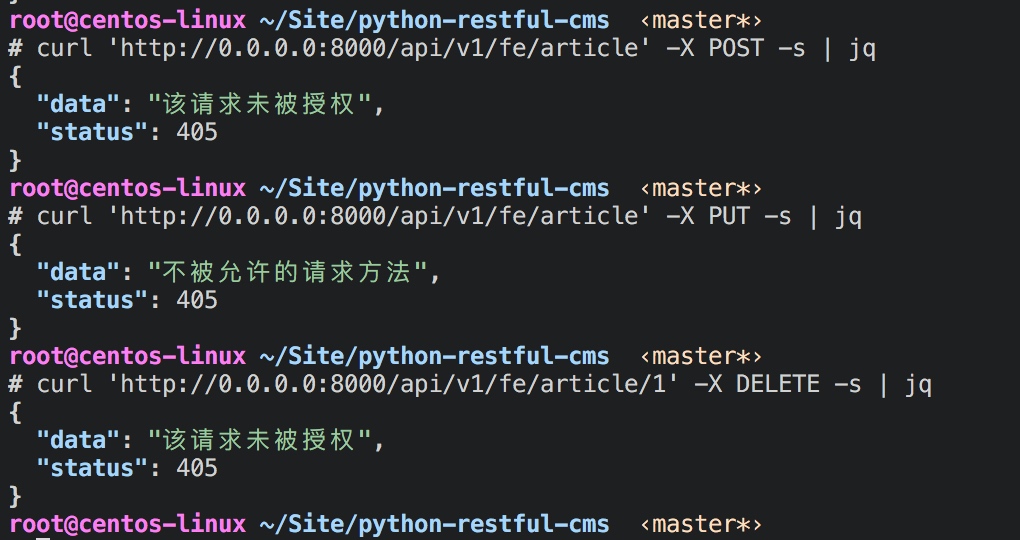 }
root@centos-linux ~/Site/python-restful-cms ‹master*›
# curl 'http://0.0.0.0:8000/api/v1/fe/article' -X POST -s | jq
{
  "data": "该请求未被授权",
  "status": 405
}
root@centos-linux ~/Site/python-restful-cms ‹master*›
# curl 'http://0.0.0.0:8000/api/v1/fe/article' -X PUT -s | jq
{
  "data": "不被允许的请求方法",
  "status": 405
}
root@centos-linux ~/Site/python-restful-cms ‹master*›
# curl 'http://0.0.0.0:8000/api/v1/fe/article/1' -X DELETE -s | jq
{
  "data": "该请求未被授权",
  "status": 405
}
root@centos-linux ~/Site/python-restful-cms ‹master*›